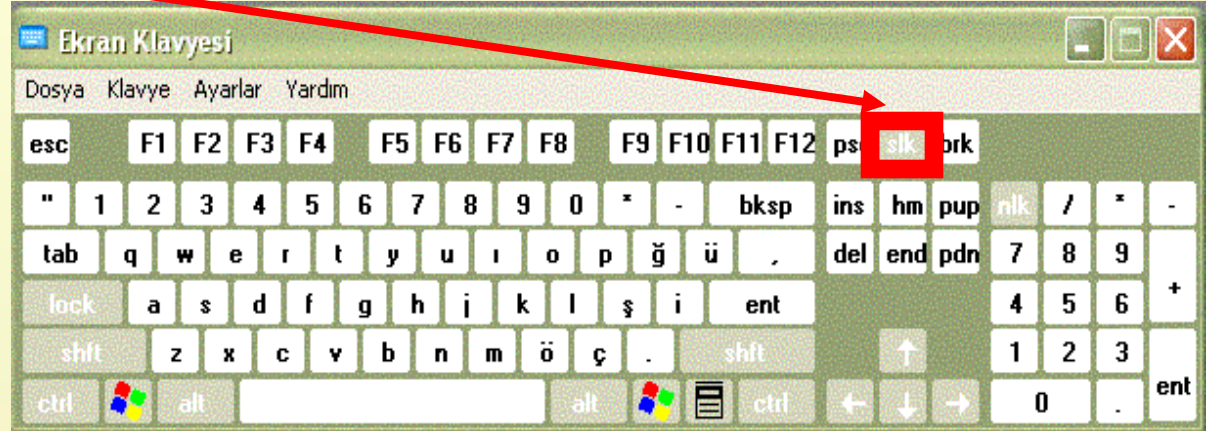 Ekran Klavyesi
Dosya Klavye Ayarlar Yardım
esc F1 F2 F3 F4 F5 F6 F7 F8 F9 F10 F11 F12 psc slk brk
" 1 2 3 4 5 6 7 8 9 0 * - bksp ins hm pup nlk / * -
tab q w e r t y u ı o p ğ ü , del end pdn 7 8 9 +
lock a s d f g h j k l ş i ent 4 5 6
shft z x c v b n m ö ç . shft ↑ 1 2 3 ent
ctrl alt alt ctrl ← ↓ → 0 .